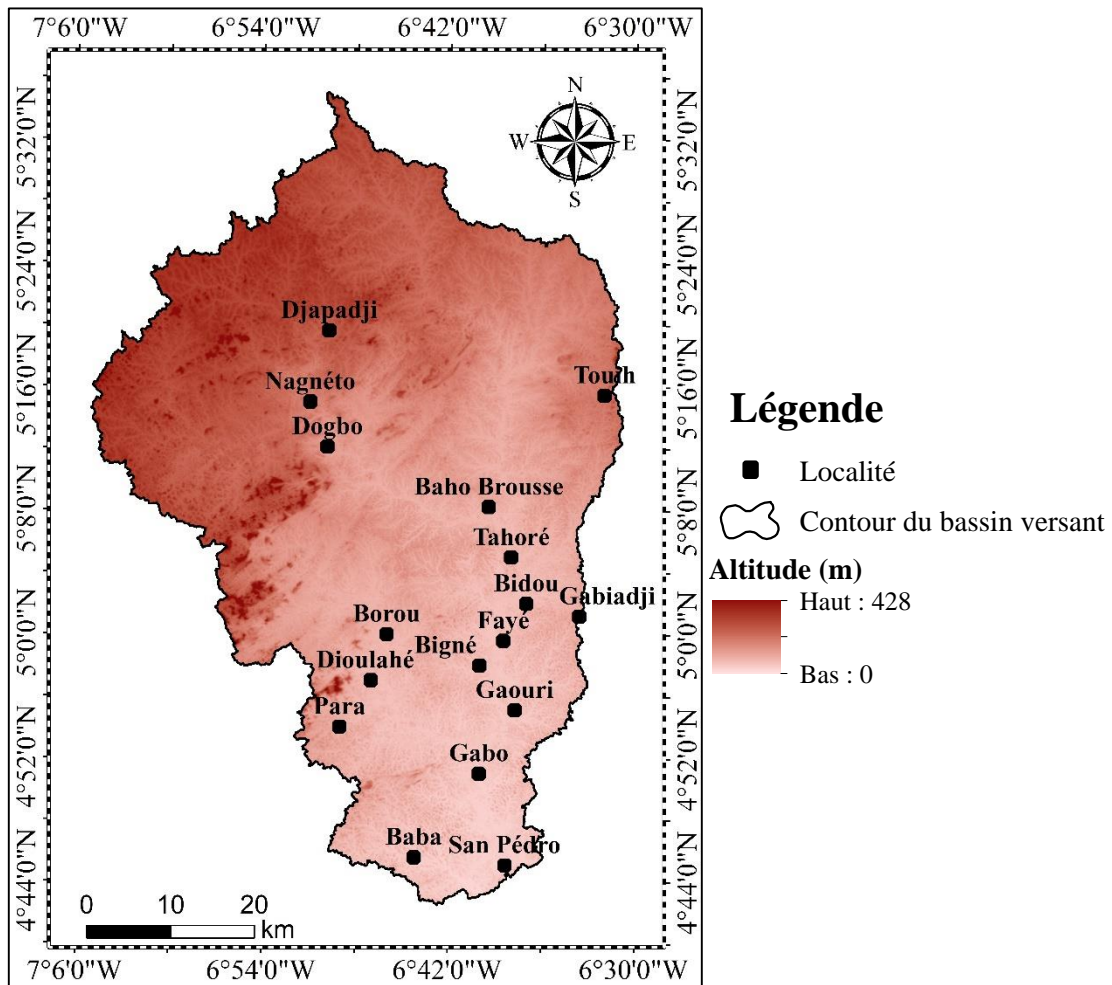 7°6'0"W 6°54'0"W 6°42'0"W 6°30'0"W
N
W E
S
5°32'0"N 5°32'0"N
5°24'0"N 5°24'0"N
Djapadji
Touih
5°16'0"N 5°16'0"N
Nagnéto
Dogbo
Baho Brousse
5°8'0"N 5°8'0"N
Tahoré
Bidou
Gabiadji
Borou
Fayé
5°0'0"N 5°0'0"N
Bigné
Dioulahé
Gaouri
Para
Gabo
4°52'0"N 4°52'0"N
Baba
San Pédro
4°44'0"N 4°44'0"N
0 10 20
km
7°6'0"W 6°54'0"W 6°42'0"W 6°30'0"W
Légende
Localité
Contour du bassin versant
Altitude (m)
Haut : 428
Bas : 0